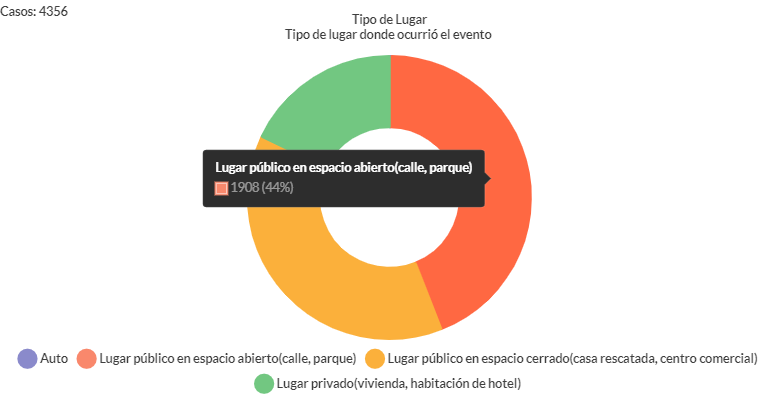 Casos: 4356
Tipo de Lugar
Tipo de lugar donde ocurrió el evento
Lugar público en espacio abierto(calle, parque)
1908 (44%)
Auto
Lugar público en espacio abierto(calle, parque)
Lugar público en espacio cerrado(casa rescatada, centro comercial)
Lugar privado(vivienda, habitación de hotel)